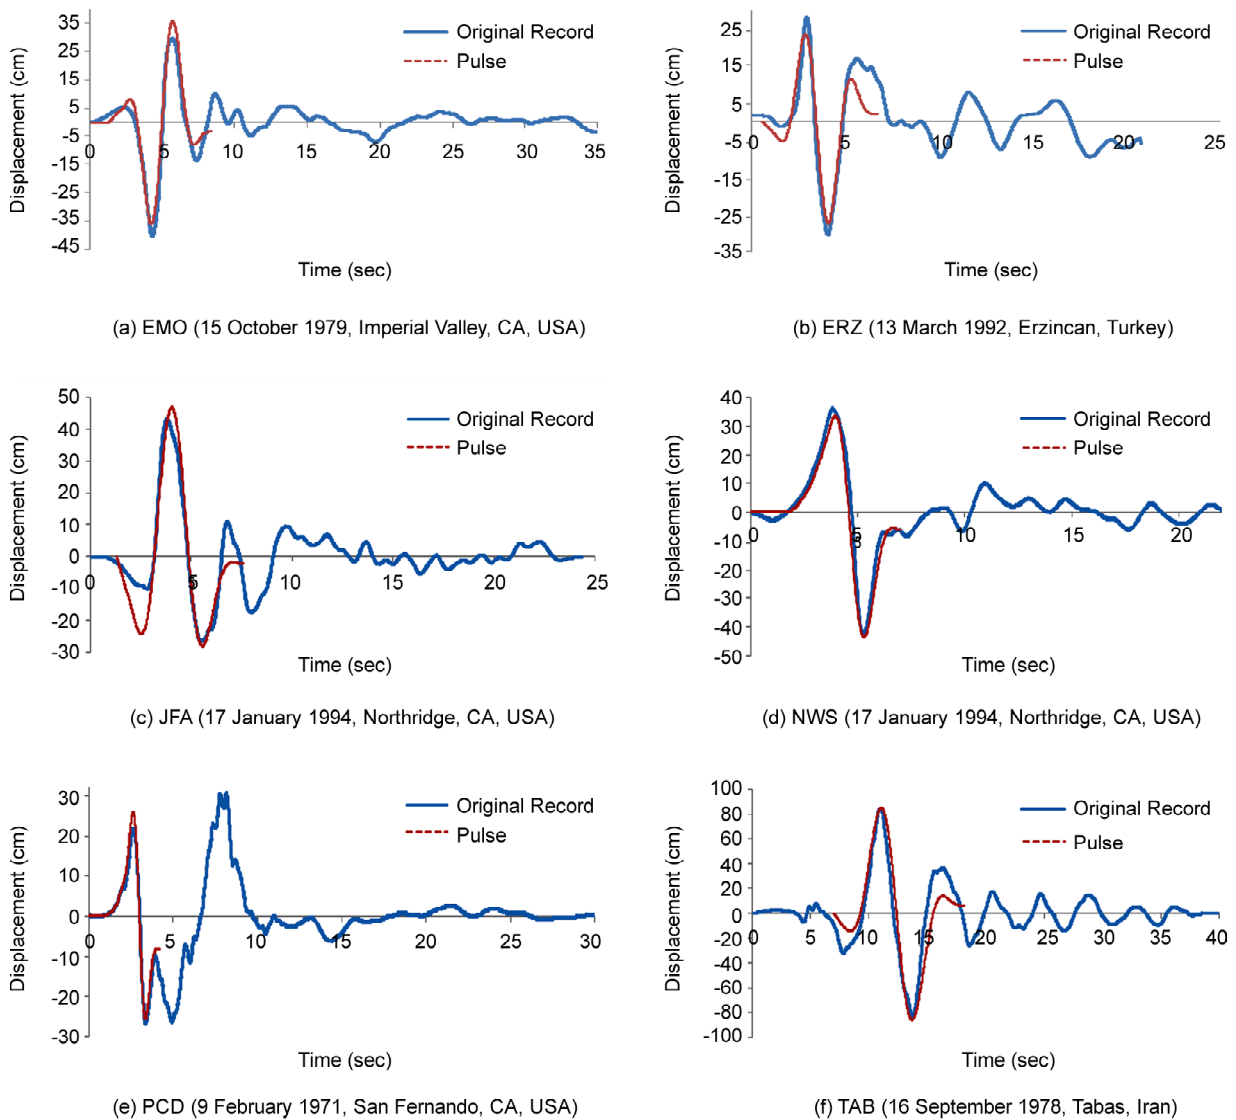 Displacement (cm)
35
25
15
5
-5
-15
-25
-35
-45
0 5 10 15 20 25 30 35
Original Record
Pulse
Time (sec)
(a) EMO (15 October 1979, Imperial Valley, CA, USA)
Displacement (cm)
25
15
5
-5
-15
-25
-35
0 5 10 15 20 25
Original Record
Pulse
Time (sec)
(b) ERZ (13 March 1992, Erzincan, Turkey)
Displacement (cm)
50
40
30
20
10
0
-10
-20
-30
0 5 10 15 20 25
Original Record
Pulse
Time (sec)
(c) JFA (17 January 1994, Northridge, CA, USA)
Displacement (cm)
40
30
20
10
0
-10
-20
-30
-40
-50
0 5 10 15 20
Original Record
Pulse
Time (sec)
(d) NWS (17 January 1994, Northridge, CA, USA)
Displacement (cm)
30
20
10
0
-10
-20
-30
0 5 10 15 20 25 30
Original Record
Pulse
Time (sec)
(e) PCD (9 February 1971, San Fernando, CA, USA)
Displacement (cm)
100
80
60
40
20
0
-20
-40
-60
-80
-100
0 5 10 15 20 25 30 35 40
Original Record
Pulse
Time (sec)
(f) TAB (16 September 1978, Tabas, Iran)